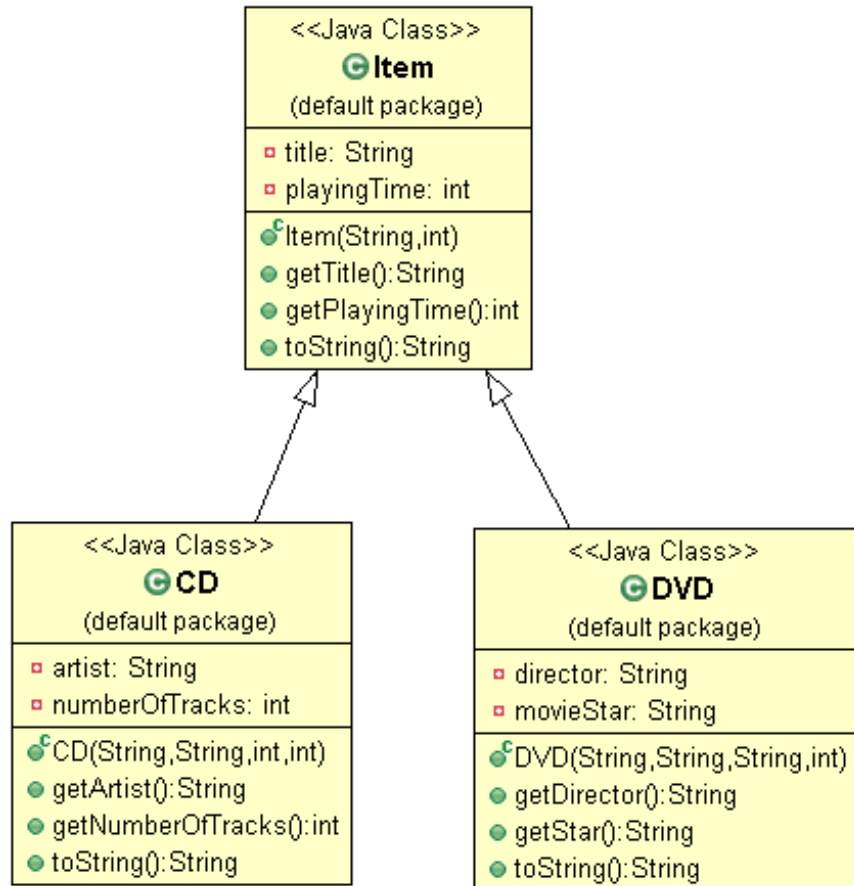 <<Java Class>>
Item
(default package)
title: String
playingTime: int
Item(String,int)
getTitle():String
getPlayingTime():int
toString():String
<<Java Class>>
CD
(default package)
artist: String
numberOfTracks: int
CD(String,String,int,int)
getArtist():String
getNumberOfTracks():int
toString():String
<<Java Class>>
DVD
(default package)
director: String
movieStar: String
DVD(String,String,String,int)
getDirector():String
getStar():String
toString():String